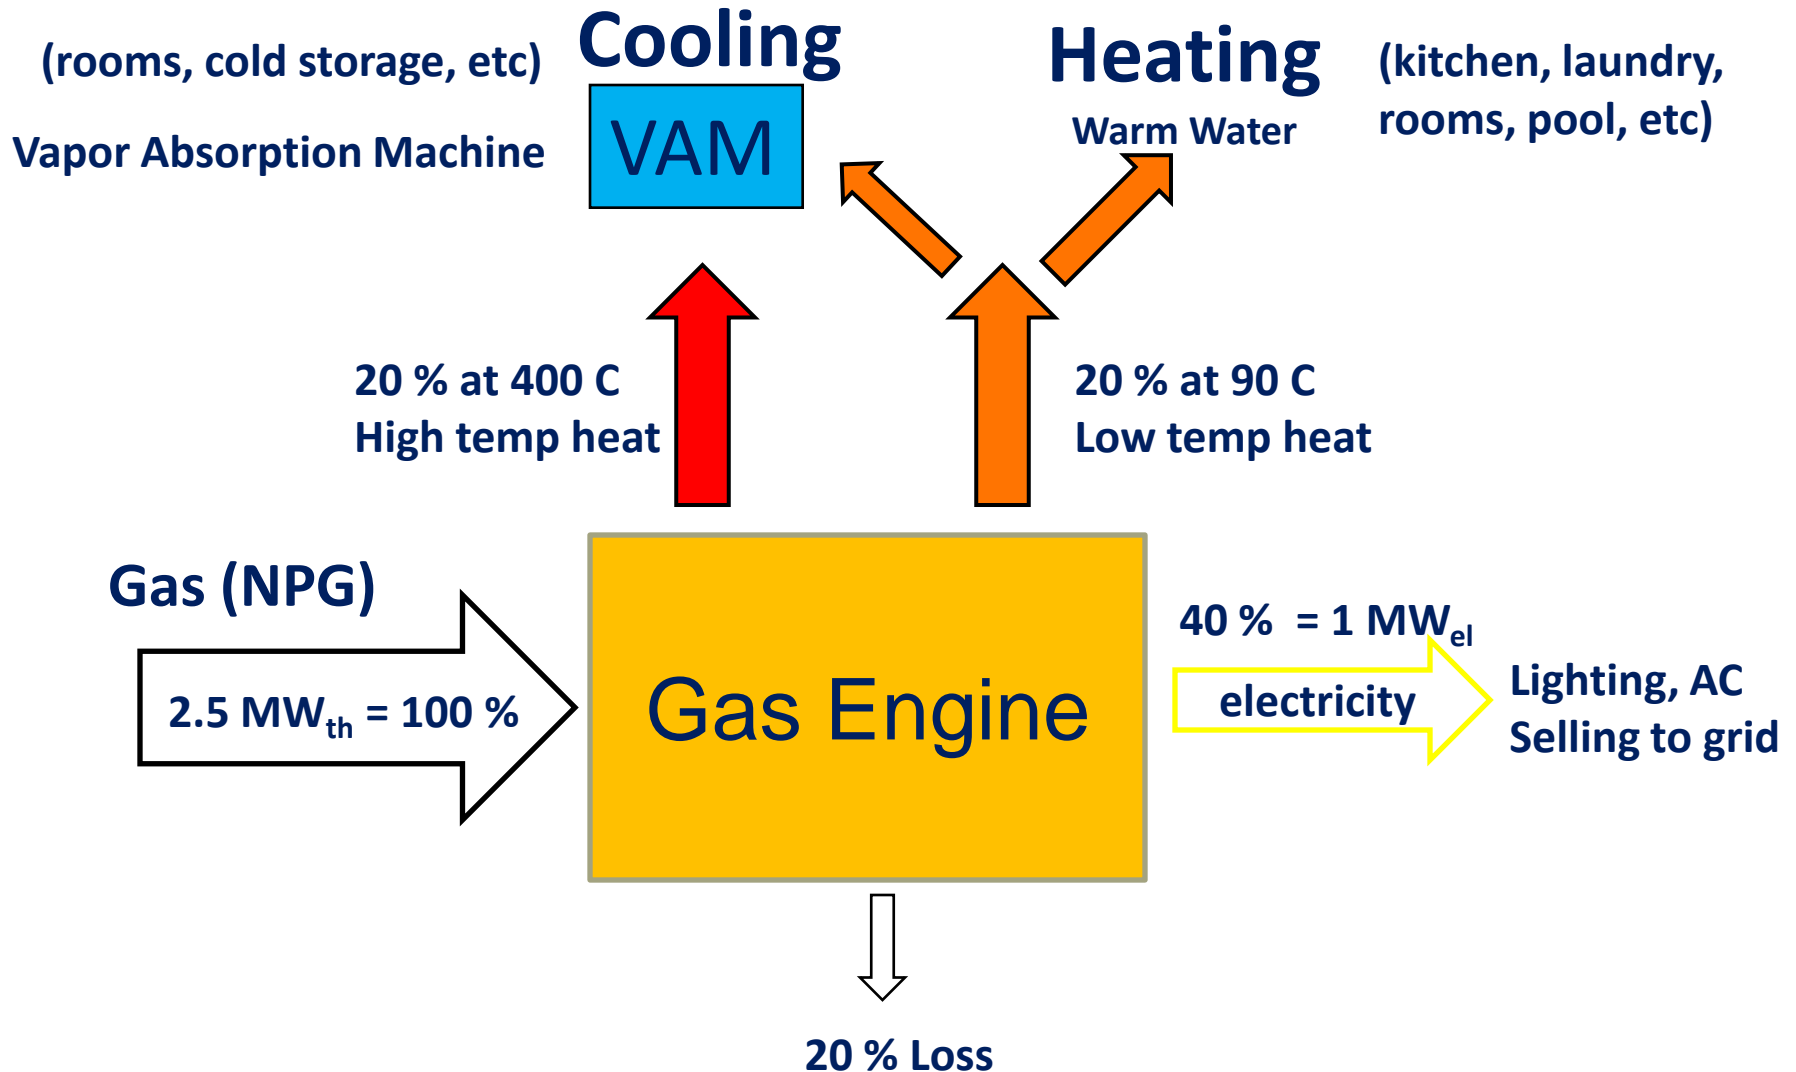 Cooling
Heating
(rooms, cold storage, etc)
(kitchen, laundry,
rooms, pool, etc)
Vapor Absorption Machine
VAM
Warm Water
20 % at 400 C
High temp heat
20 % at 90 C
Low temp heat
Gas (NPG)
2.5 MWth = 100 %
Gas Engine
40 %  = 1 MWel
electricity
Lighting, AC
Selling to grid
20 % Loss